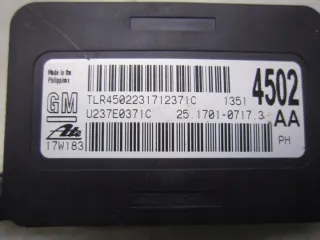 Made in the
Philippines
GM
TLR4502231712371C 1351
4502
U237E0371C 25.1701-0717.3
AA
Ate
17W183
PH